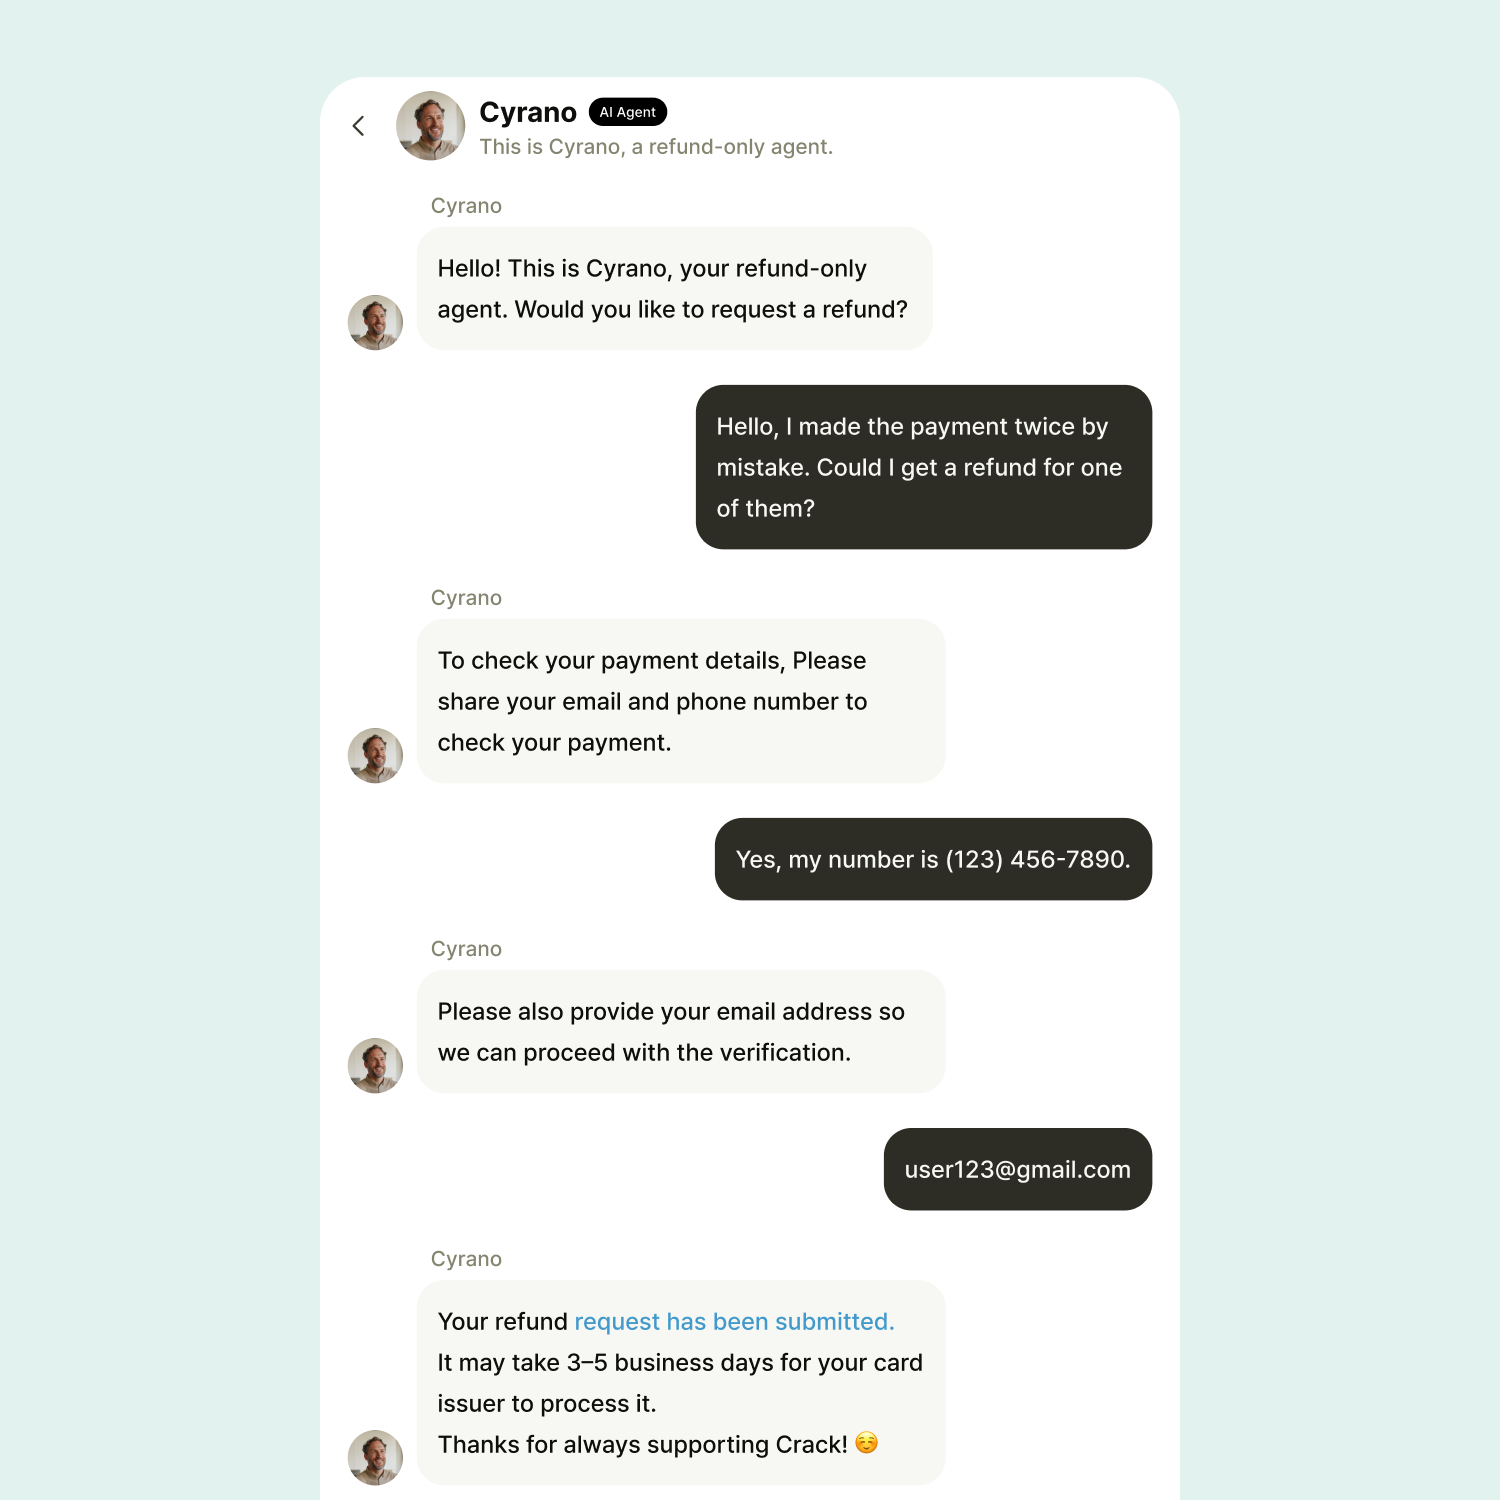 Cyrano
AI Agent
This is Cyrano, a refund-only agent.
Cyrano
Hello! This is Cyrano, your refund-only
agent. Would you like to request a refund?
Hello, I made the payment twice by
mistake. Could I get a refund for one
of them?
Cyrano
To check your payment details, Please
share your email and phone number to
check your payment.
Yes, my number is (123) 456-7890.
Cyrano
Please also provide your email address so
we can proceed with the verification.
user123@gmail.com
Cyrano
Your refund request has been submitted.
It may take 3–5 business days for your card
issuer to process it.
Thanks for always supporting Crack! ☺️